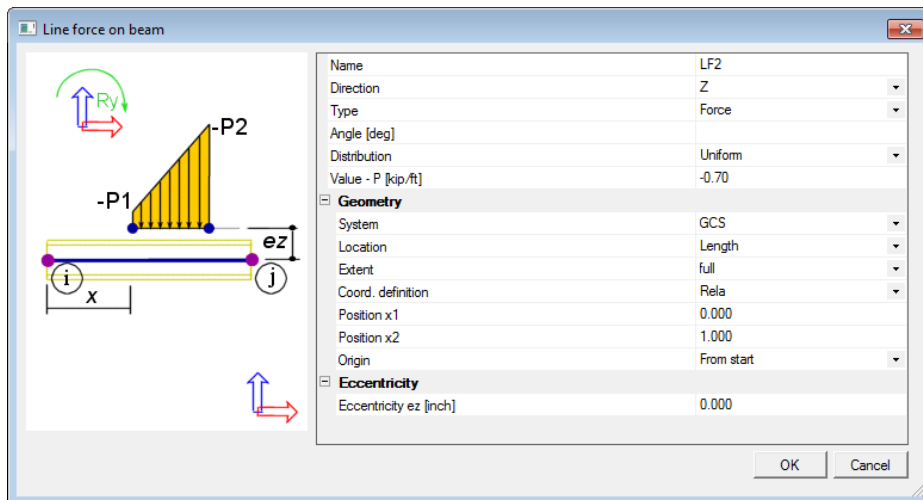 Line force on beam
Ry
-P2
-P1
ez
i
j
x
Name LF2
Direction Z
Type Force
Angle [deg]
Distribution Uniform
Value - P [kip/ft] -0.70
Geometry
System GCS
Location Length
Extent full
Coord. definition Rela
Position x1 0.000
Position x2 1.000
Origin From start
Eccentricity
Eccentricity ez [inch] 0.000
OK Cancel